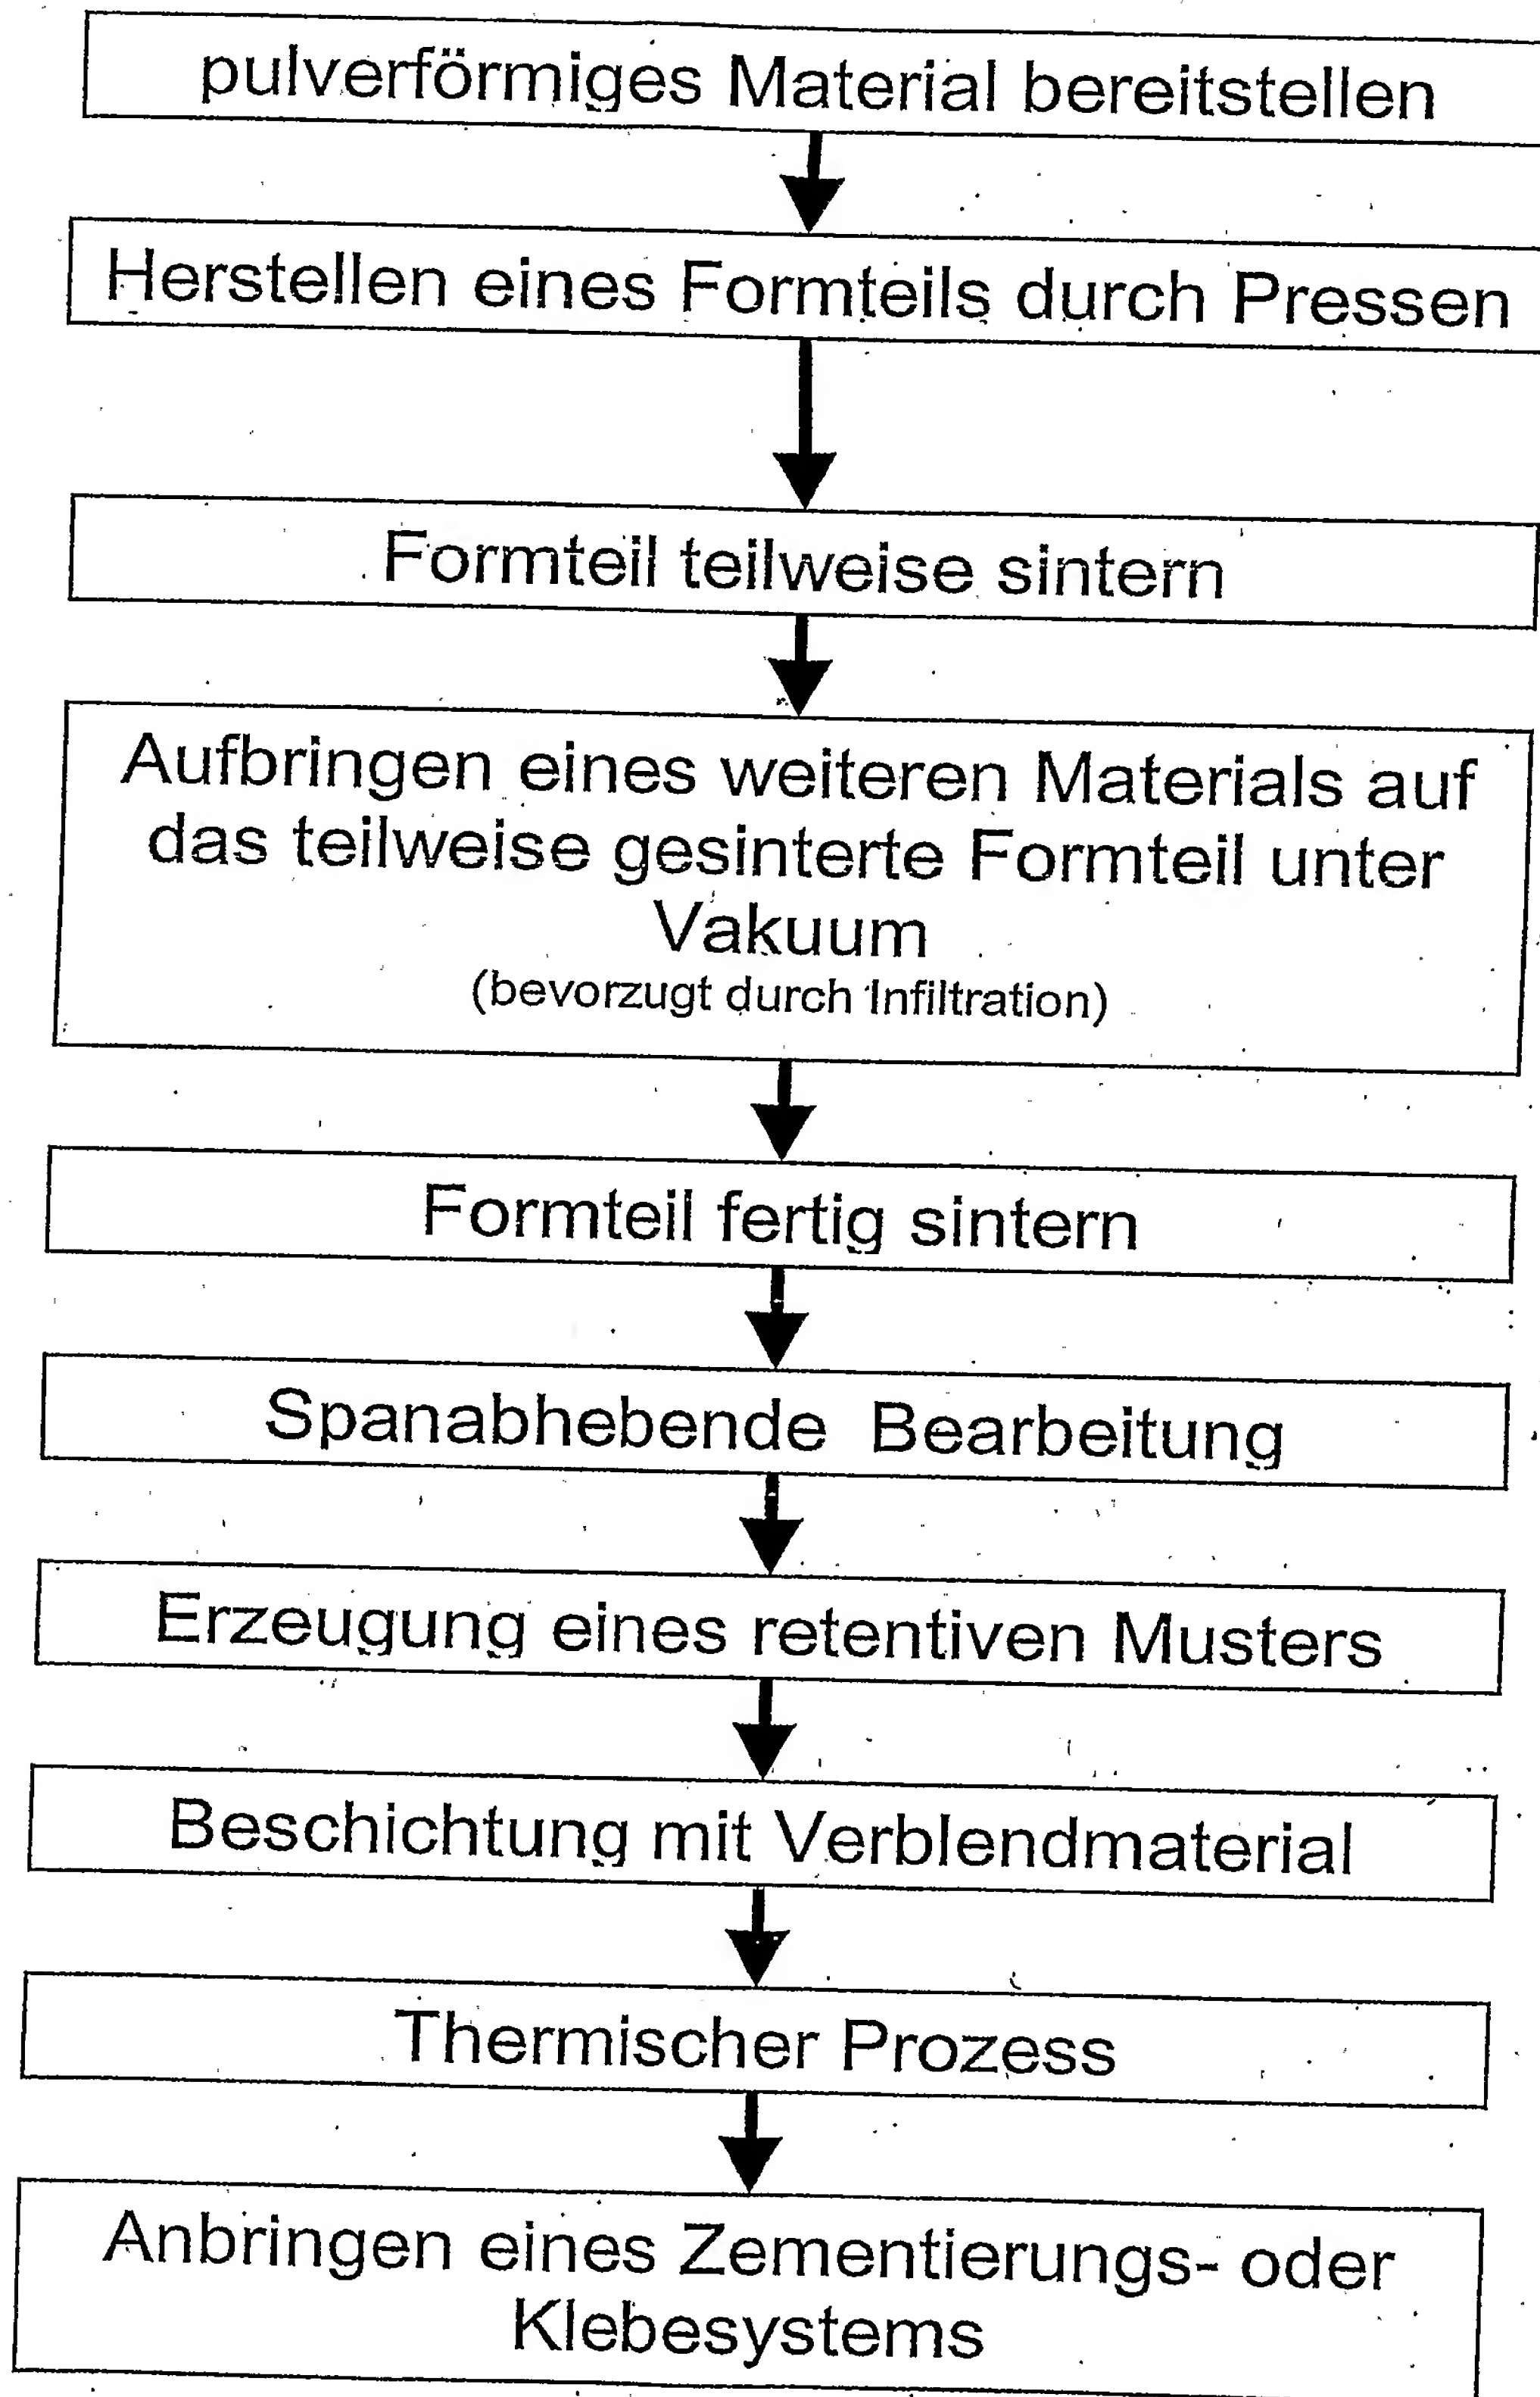 pulverförmiges Material bereitstellen
Herstellen eines Formteils durch Pressen
Formteil teilweise sintern
Aufbringen eines weiteren Materials auf
das teilweise gesinterte Formteil unter
Vakuum
(bevorzugt durch Infiltration)
Formteil fertig sintern
Spanabhebende Bearbeitung
Erzeugung eines retentiven Musters
Beschichtung mit Verblendmaterial
Thermischer Prozess
Anbringen eines Zementierungs- oder
Klebesystems